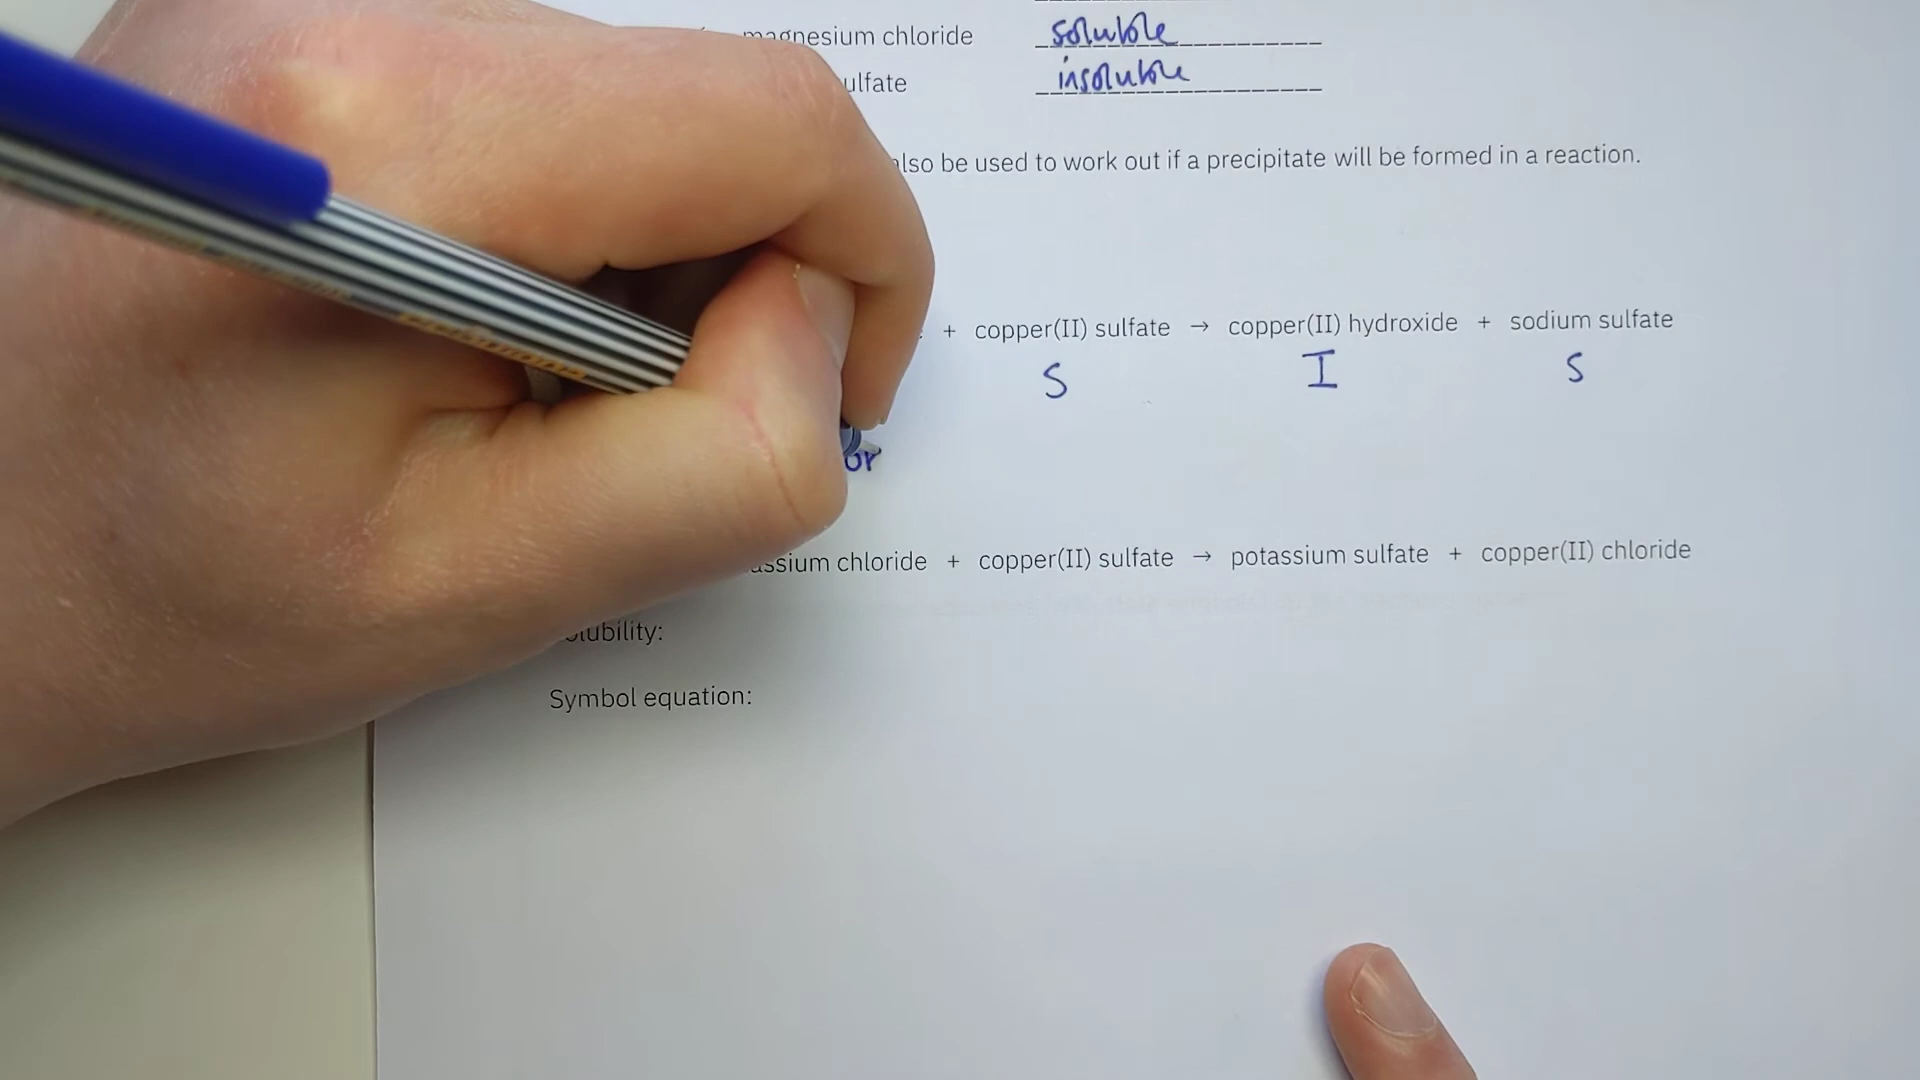 magnesium chloride soluble
ulfate insoluble
also be used to work out if a precipitate will be formed in a reaction.
+ copper(II) sulfate → copper(II) hydroxide + sodium sulfate
S I S
or
assium chloride + copper(II) sulfate → potassium sulfate + copper(II) chloride
olubility:
Symbol equation: